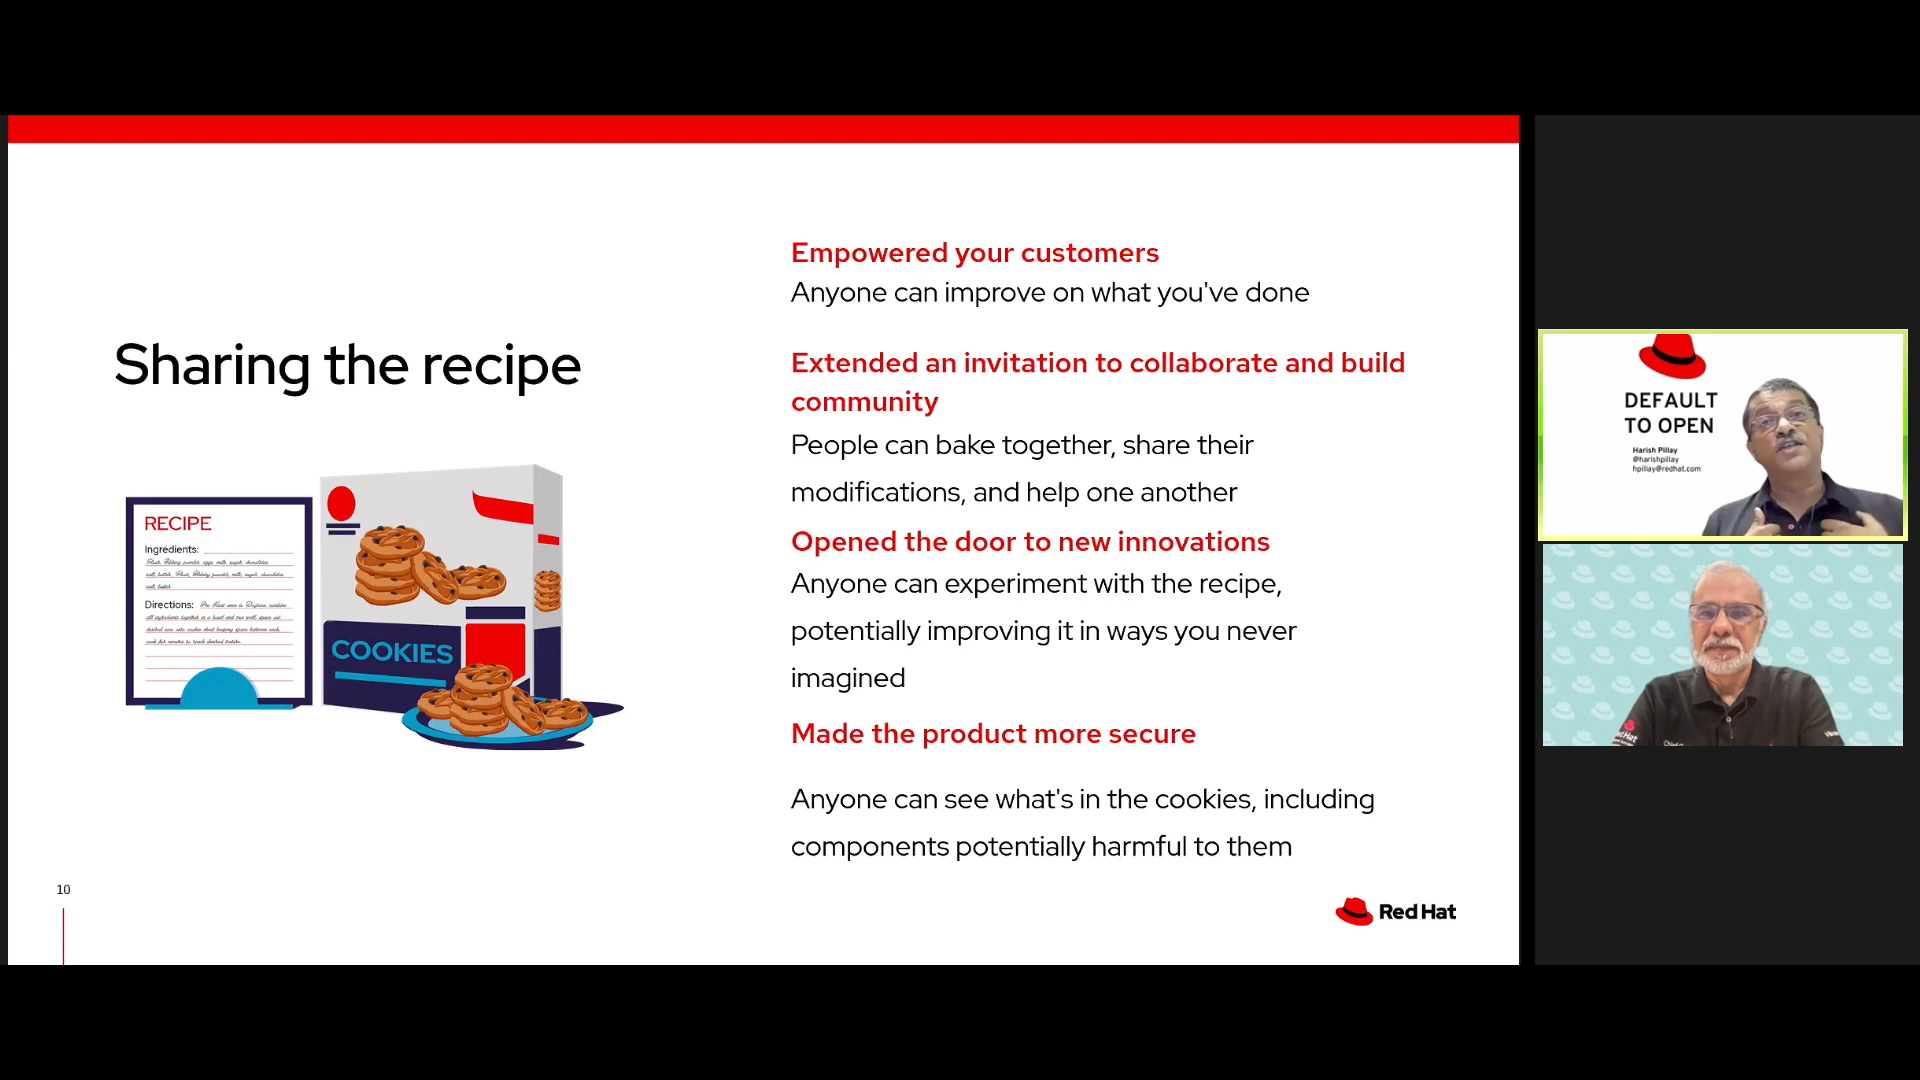 Sharing the recipe
RECIPE
Ingredients:
Directions:
COOKIES
Empowered your customers
Anyone can improve on what you've done
Extended an invitation to collaborate and build
community
People can bake together, share their
modifications, and help one another
Opened the door to new innovations
Anyone can experiment with the recipe,
potentially improving it in ways you never
imagined
Made the product more secure
Anyone can see what's in the cookies, including
components potentially harmful to them
10
Red Hat
DEFAULT
TO OPEN
Harish Pillay
@harishpillay
hpillay@redhat.com